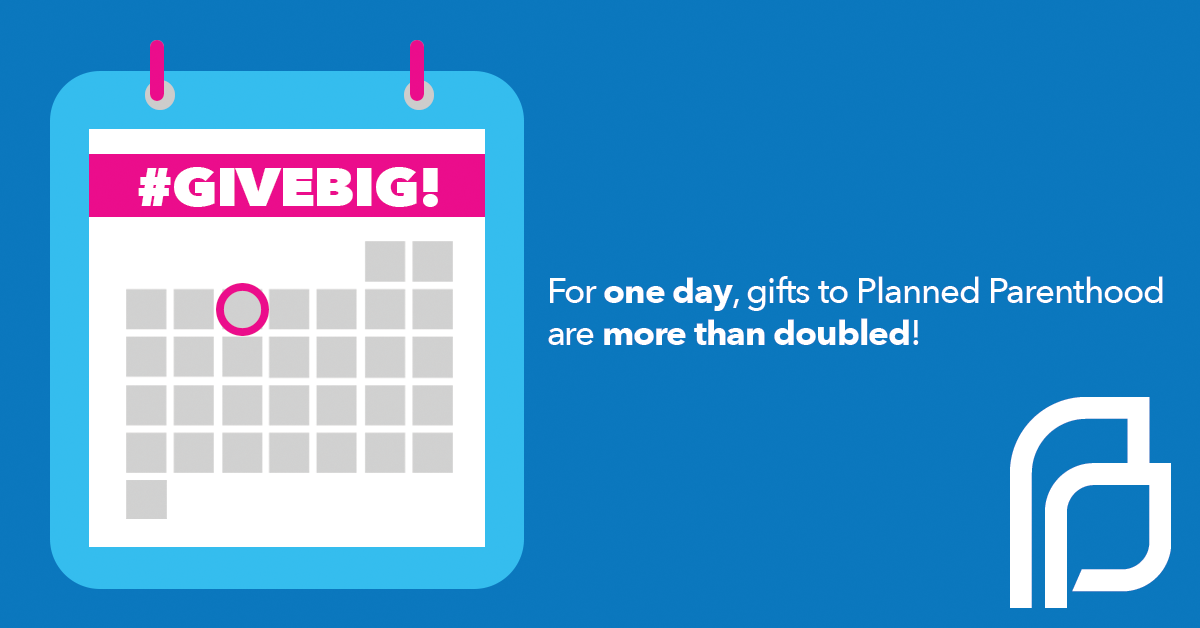 #GIVEBIG!
For one day, gifts to Planned Parenthood
are more than doubled!